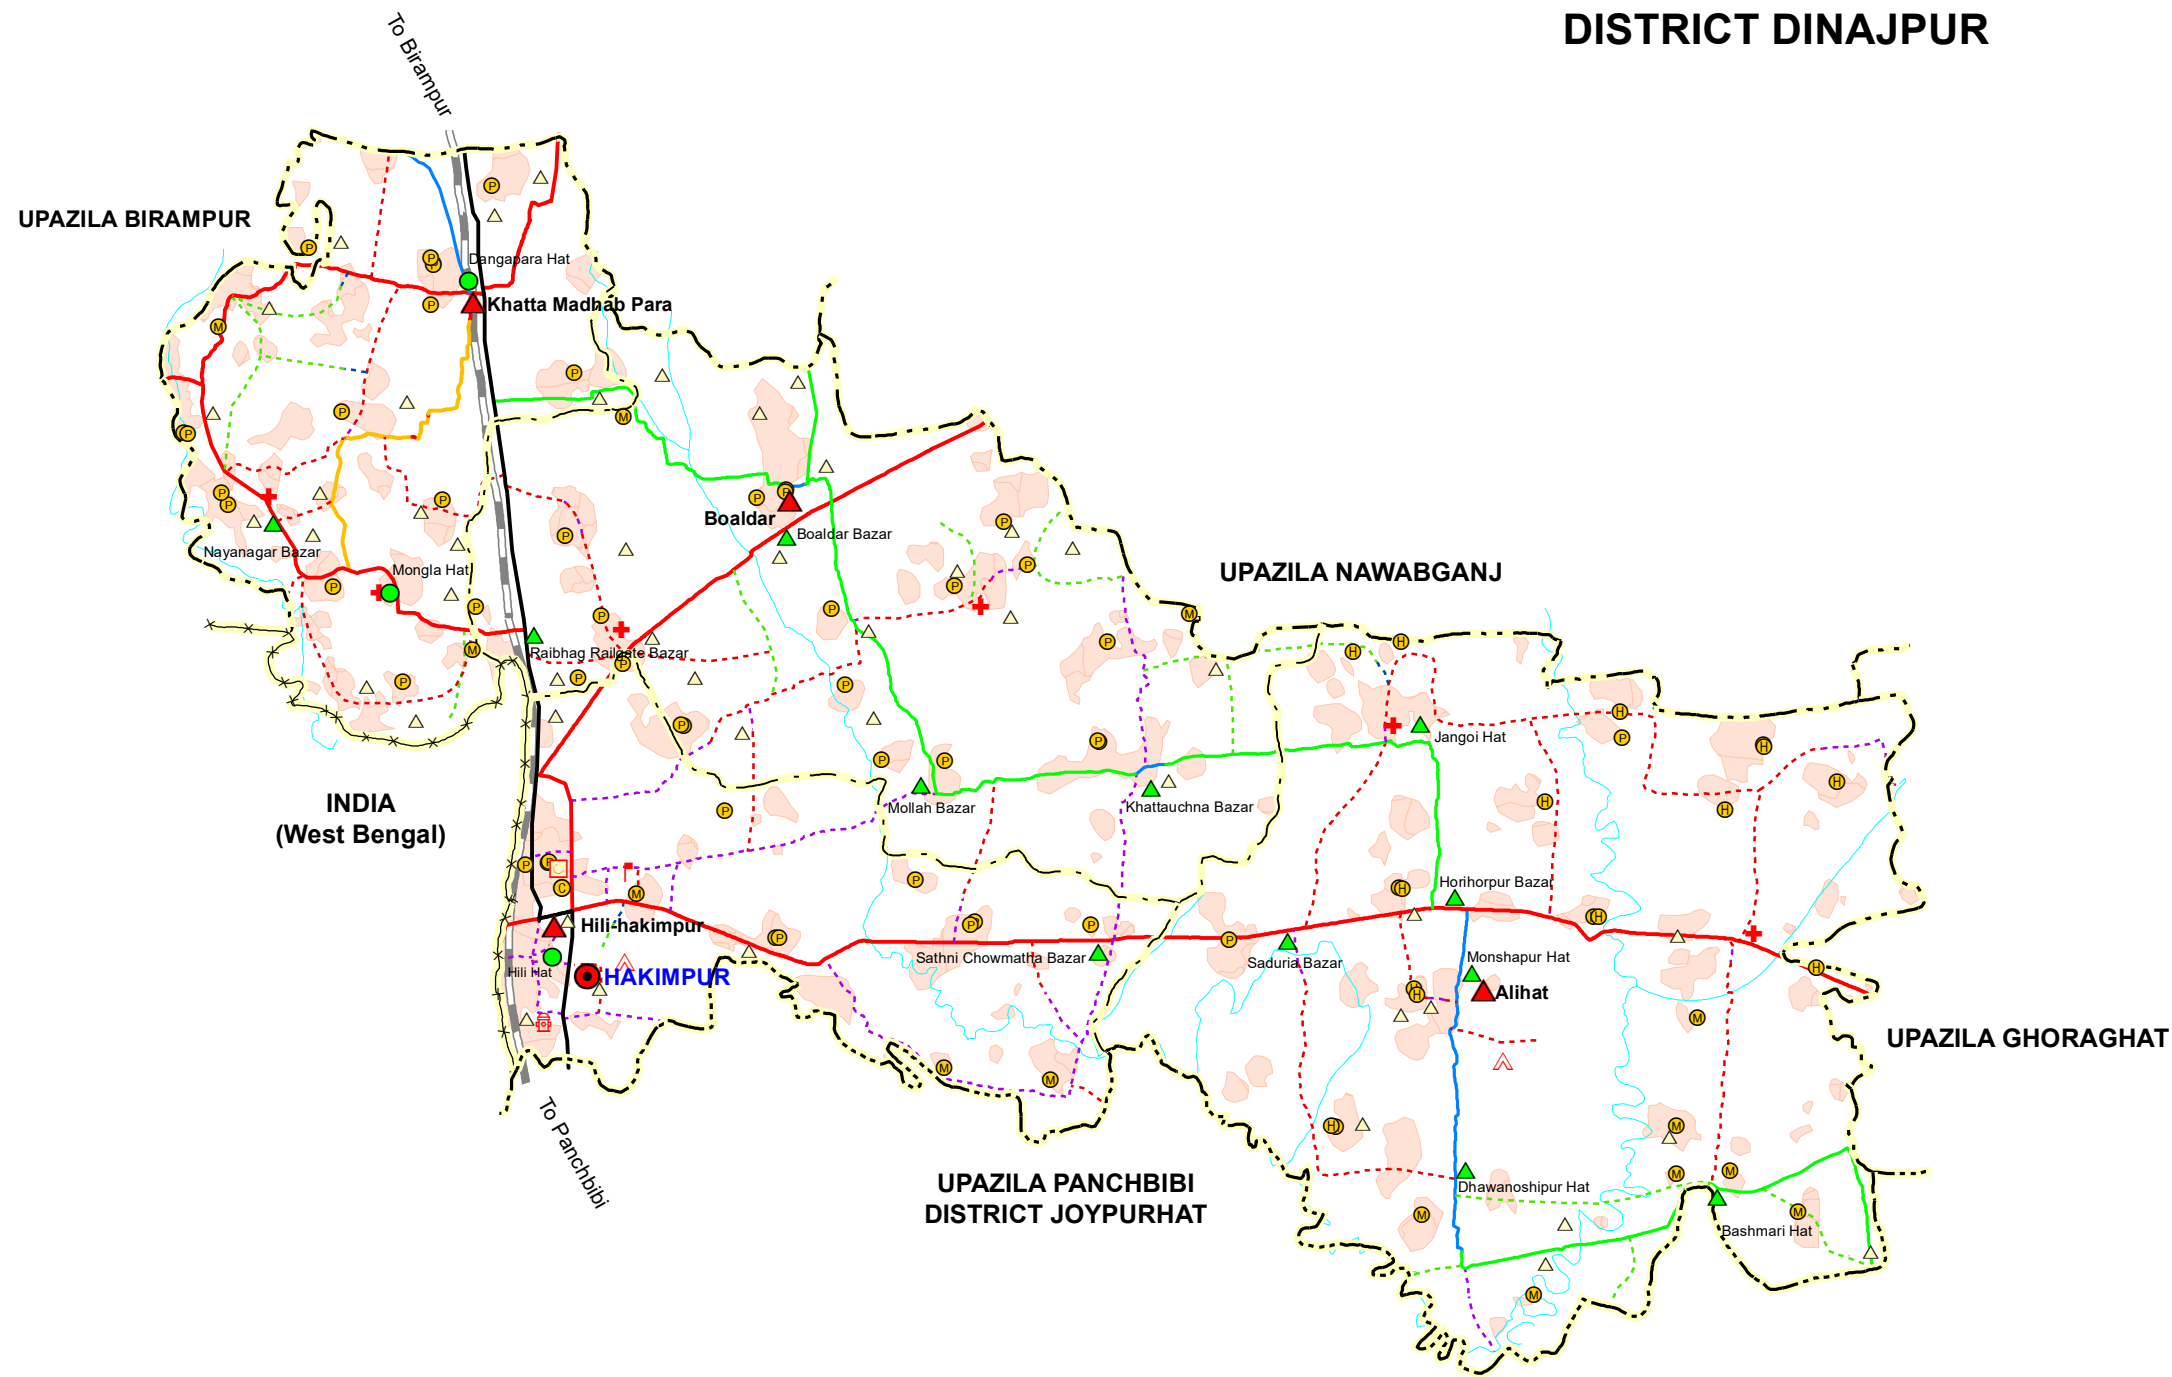 DISTRICT DINAJPUR
To Birampur
UPAZILA BIRAMPUR
Dangapara Hat
Khatta Madhab Para
Boaldar
Boaldar Bazar
Nayanagar Bazar
Mongla Hat
UPAZILA NAWABGANJ
Raibhag Railgate Bazar
Jangoi Hat
INDIA
(West Bengal)
Mollah Bazar
Khattauchna Bazar
Horihorpur Bazar
Hili-hakimpur
Sathni Chowmatha Bazar
Saduria Bazar
Monshapur Hat
Hili Hat
HAKIMPUR
Alihat
UPAZILA GHORAGHAT
To Panchbibi
UPAZILA PANCHBIBI
DISTRICT JOYPURHAT
Dhawanoshipur Hat
Bashmari Hat